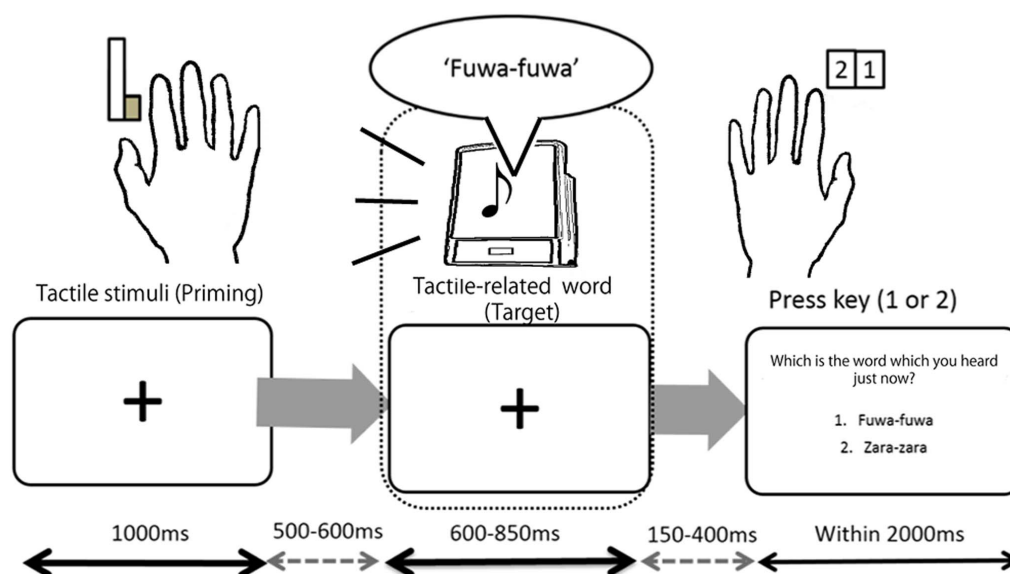 'Fuwa-fuwa'
2 1
Tactile stimuli (Priming)
Tactile-related word
(Target)
Press key (1 or 2)
+
+
Which is the word which you heard
just now?
1. Fuwa-fuwa
2. Zara-zara
1000ms
500-600ms
600-850ms
150-400ms
Within 2000ms